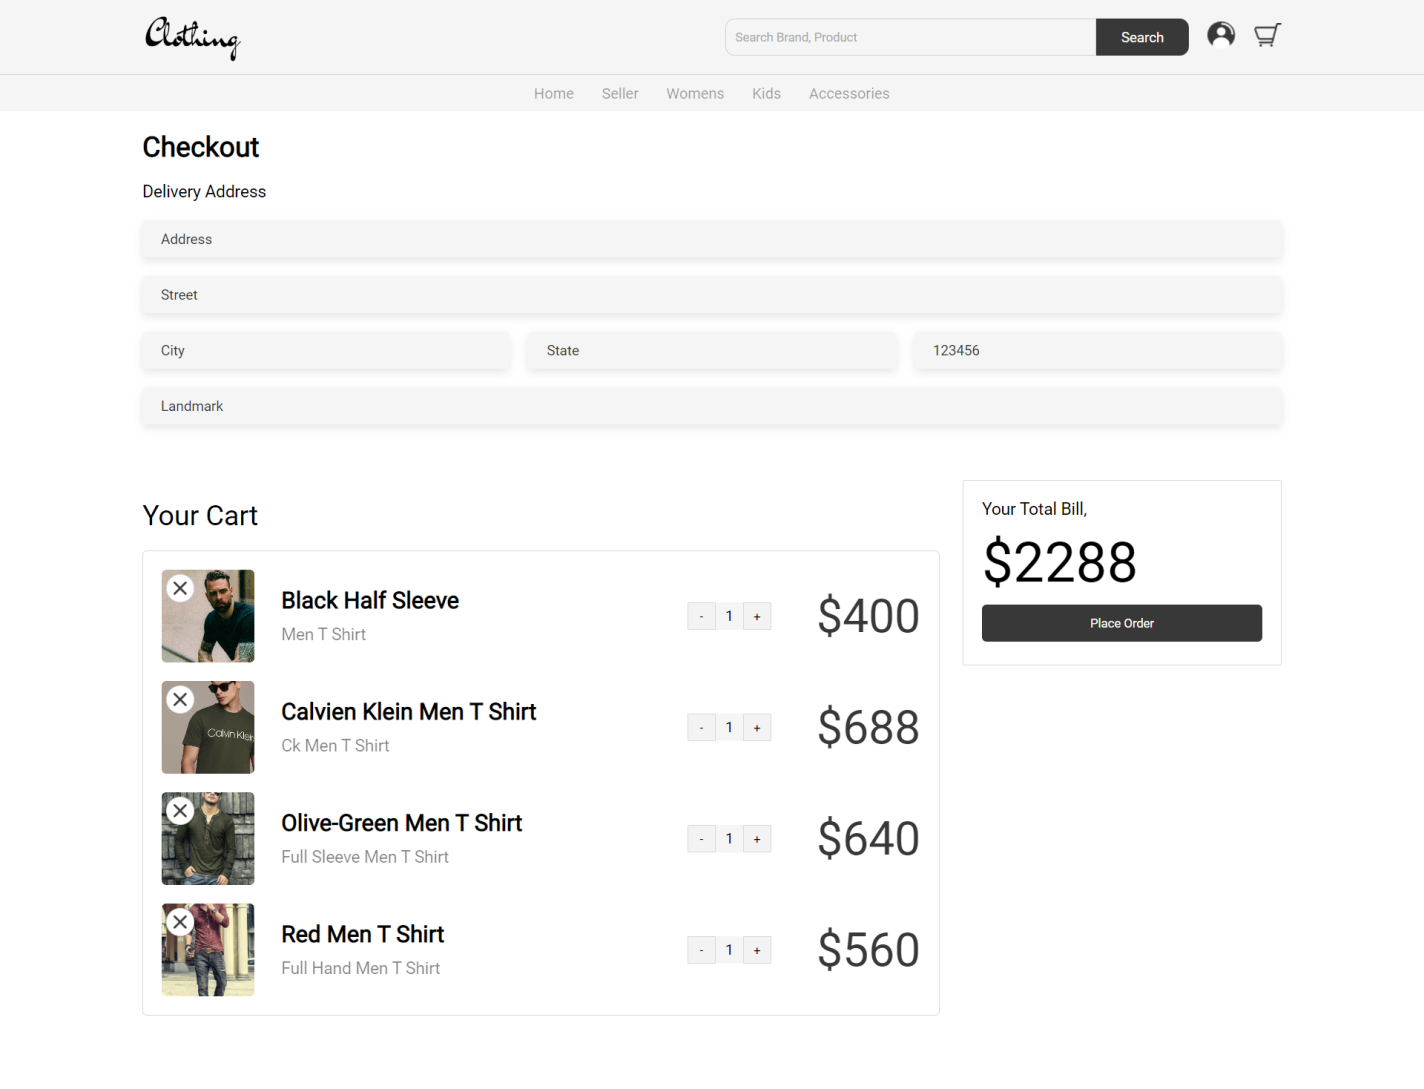 Clothing
Search Brand, Product
Search
Home
Seller
Womens
Kids
Accessories
Checkout
Delivery Address
Address
Street
City
State
123456
Landmark
Your Cart
Black Half Sleeve
Men T Shirt
- 1 +
$400
Calvin Klein
Calvien Klein Men T Shirt
Ck Men T Shirt
- 1 +
$688
Olive-Green Men T Shirt
Full Sleeve Men T Shirt
- 1 +
$640
Red Men T Shirt
Full Hand Men T Shirt
- 1 +
$560
Your Total Bill,
$2288
Place Order